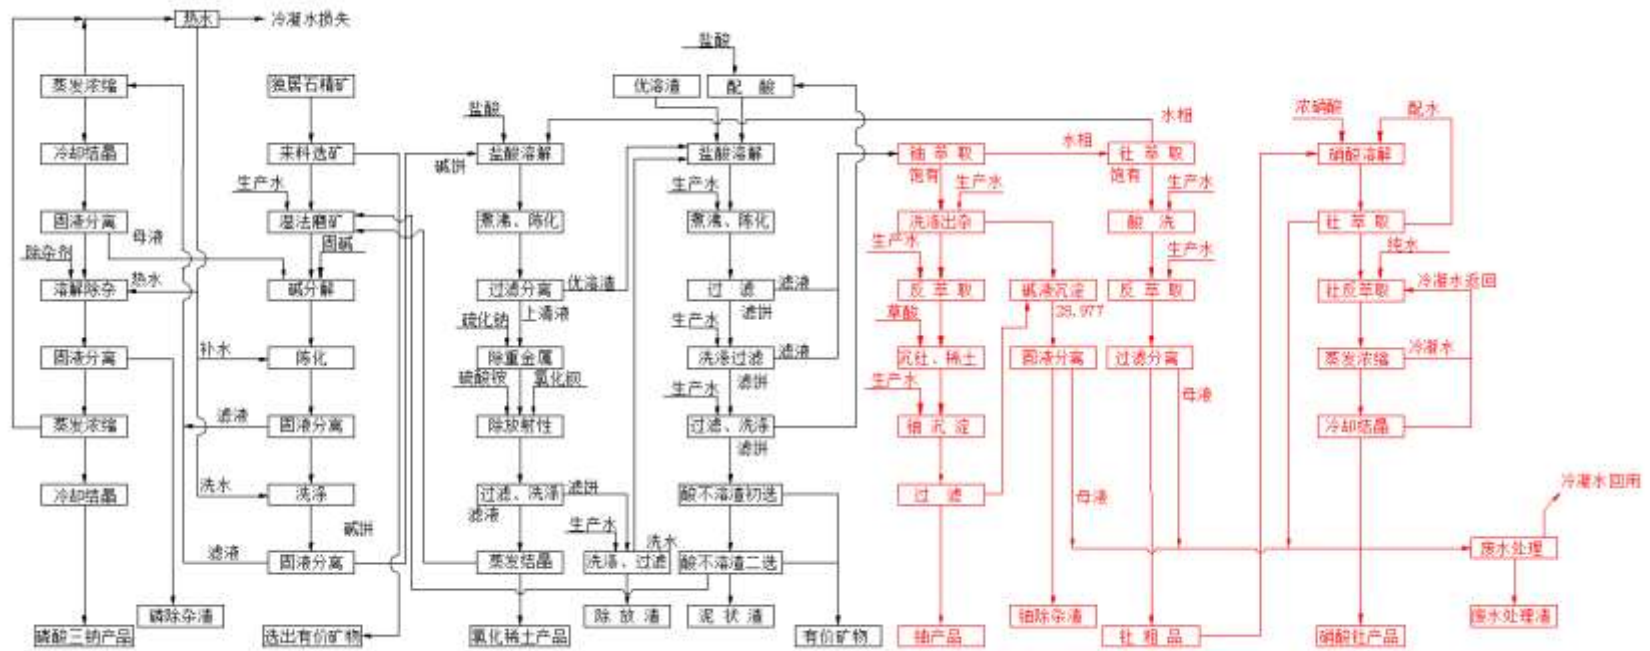 热水
冷凝水损失
盐酸
蒸发浓缩
独居石精矿
优溶渣
配 酸
盐酸
水相
浓硝酸
配水
冷却结晶
来料选矿
碱饼
盐酸溶解
盐酸溶解
铀 萃 取
水相
钍 萃 取
硝酸溶解
生产水
生产水
饱有
生产水
饱有
生产水
固液分离
母液
湿法磨矿
煮沸、陈化
煮沸、陈化
洗涤出杂
酸 洗
钍 萃 取
除杂剂
固碱
生产水
生产水
纯水
溶解除杂
热水
碱分解
过滤分离
优溶渣
过 滤
滤液
反 萃 取
碱液沉淀
反 萃 取
钍反萃取
冷凝水返回
上清液
滤饼
硫化钠
生产水
草酸
28.977
固液分离
补水
陈化
除重金属
洗涤过滤
滤液
沉钍、稀土
固液分离
过滤分离
蒸发浓缩
冷凝水
硫酸铵
氯化钡
生产水
滤饼
生产水
母液
蒸发浓缩
滤液
固液分离
除放射性
过滤、洗涤
铀 沉 淀
冷却结晶
滤饼
冷却结晶
洗水
洗涤
过滤、洗涤
滤饼
酸不溶渣初选
过 滤
母液
冷凝水回用
碱饼
滤液
生产水
洗水
滤液
固液分离
蒸发结晶
洗涤、过滤
酸不溶渣二选
废水处理
磷除杂渣
除 放 渣
泥 状 渣
铀除杂渣
废水处理渣
磷酸三钠产品
选出有价矿物
氯化稀土产品
有价矿物
铀产品
钍 粗 品
硝酸钍产品